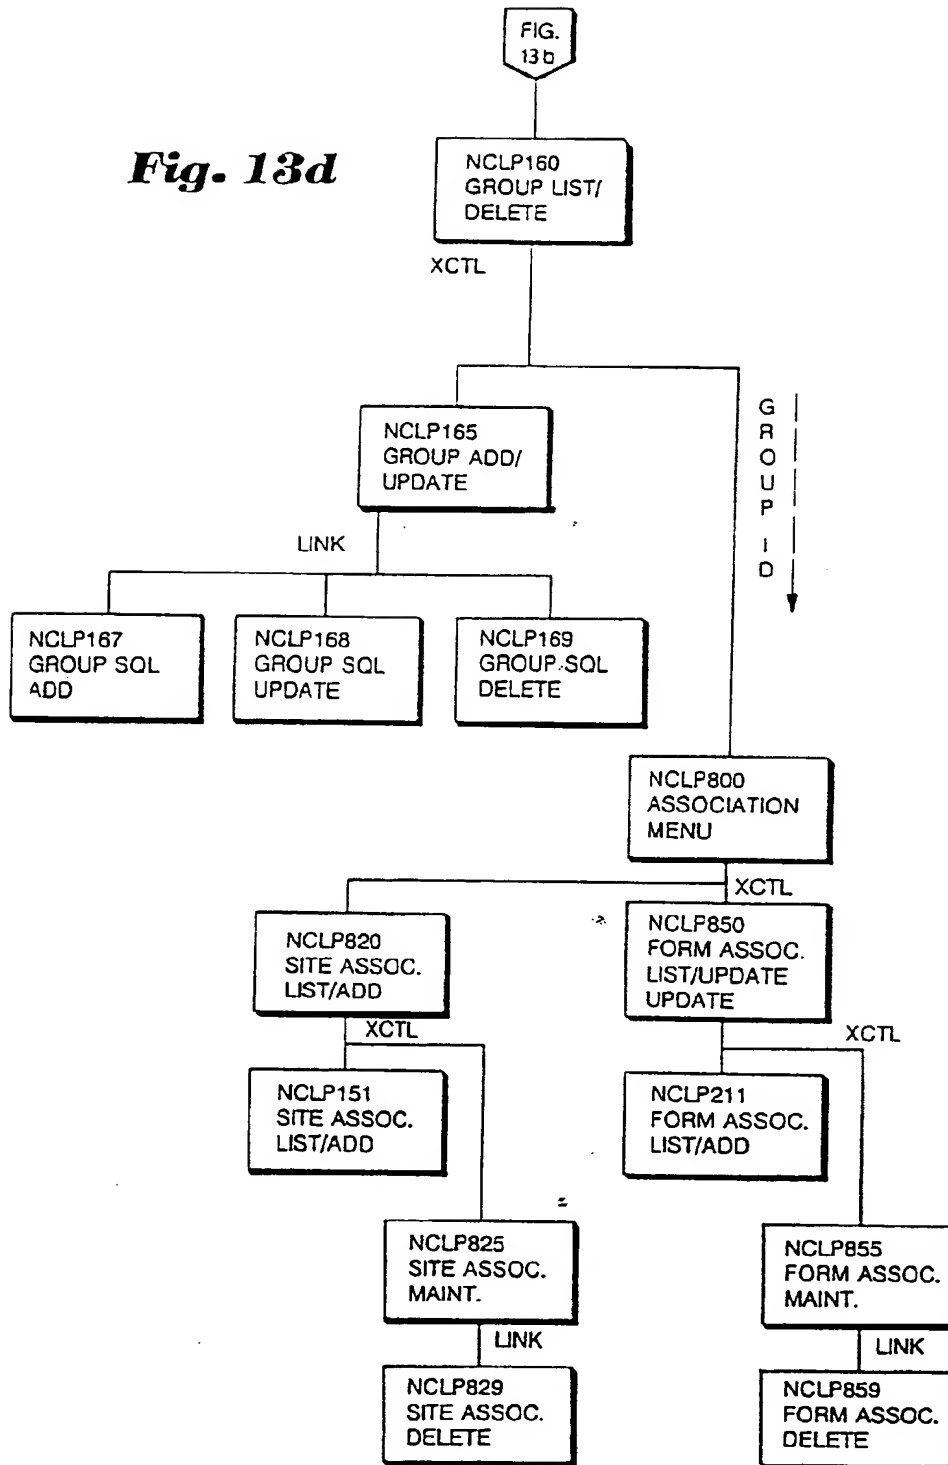 FIG.
13b
Fig. 13d
NCLP160
GROUP LIST/
DELETE
XCTL
NCLP165
GROUP ADD/
UPDATE
GROUP ID
LINK
NCLP167
GROUP SQL
ADD
NCLP168
GROUP SQL
UPDATE
NCLP169
GROUP SQL
DELETE
NCLP800
ASSOCIATION
MENU
XCTL
NCLP820
SITE ASSOC.
LIST/ADD
NCLP850
FORM ASSOC.
LIST/UPDATE
UPDATE
XCTL
XCTL
NCLP151
SITE ASSOC.
LIST/ADD
NCLP211
FORM ASSOC.
LIST/ADD
NCLP825
SITE ASSOC.
MAINT.
NCLP855
FORM ASSOC.
MAINT.
LINK
LINK
NCLP829
SITE ASSOC.
DELETE
NCLP859
FORM ASSOC.
DELETE